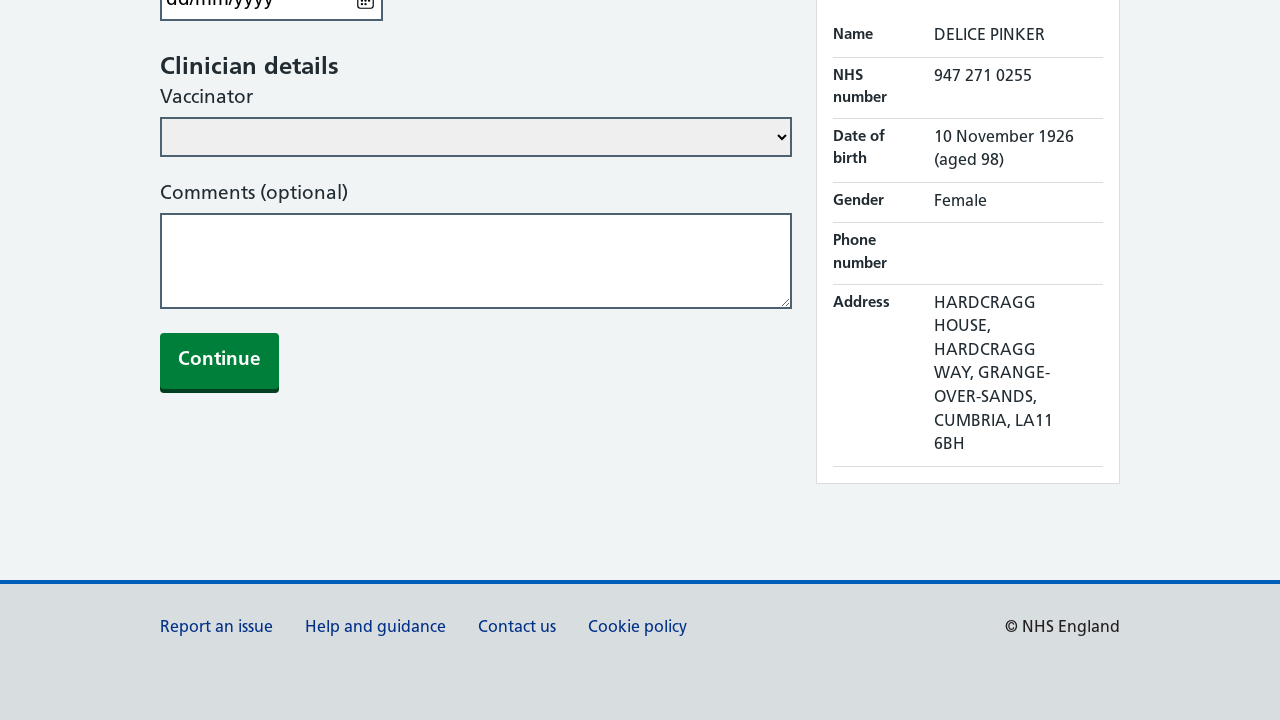 dd/mm/yyyy
Clinician details
Vaccinator
Comments (optional)
Continue
Name DELICE PINKER
NHS number 947 271 0255
Date of birth 10 November 1926 (aged 98)
Gender Female
Phone number
Address HARDCRAGG
HOUSE,
HARDCRAGG
WAY, GRANGE-
OVER-SANDS,
CUMBRIA, LA11
6BH
Report an issue Help and guidance Contact us Cookie policy © NHS England